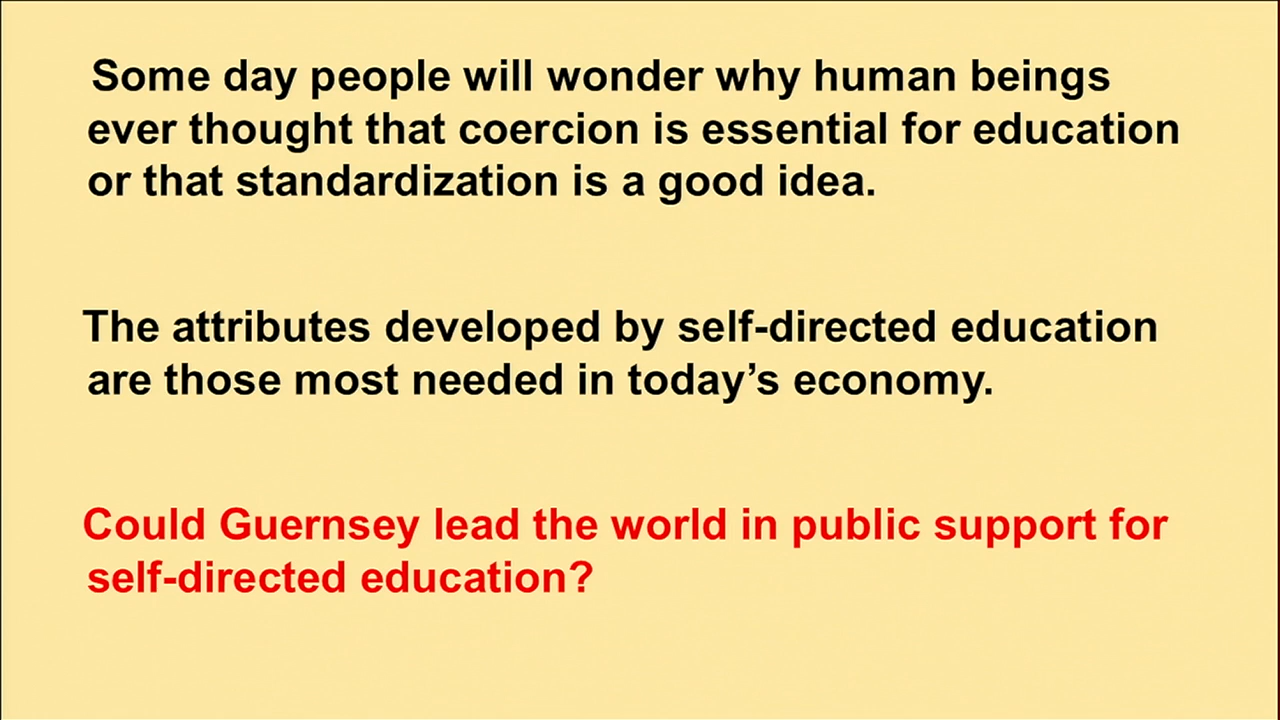 Some day people will wonder why human beings
ever thought that coercion is essential for education
or that standardization is a good idea.
The attributes developed by self-directed education
are those most needed in today’s economy.
Could Guernsey lead the world in public support for
self-directed education?